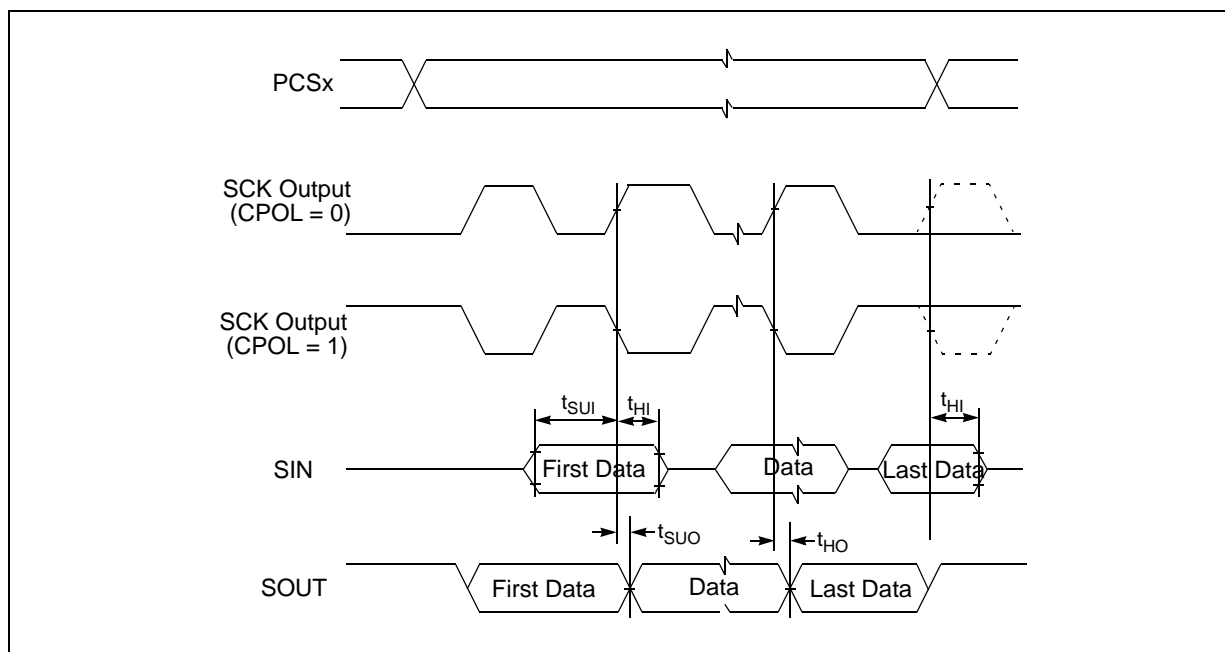 PCSx
SCK Output
(CPOL = 0)
SCK Output
(CPOL = 1)
tSUI
tHI
tHI
SIN
First Data
Data
Last Data
tSUO
tHO
SOUT
First Data
Data
Last Data